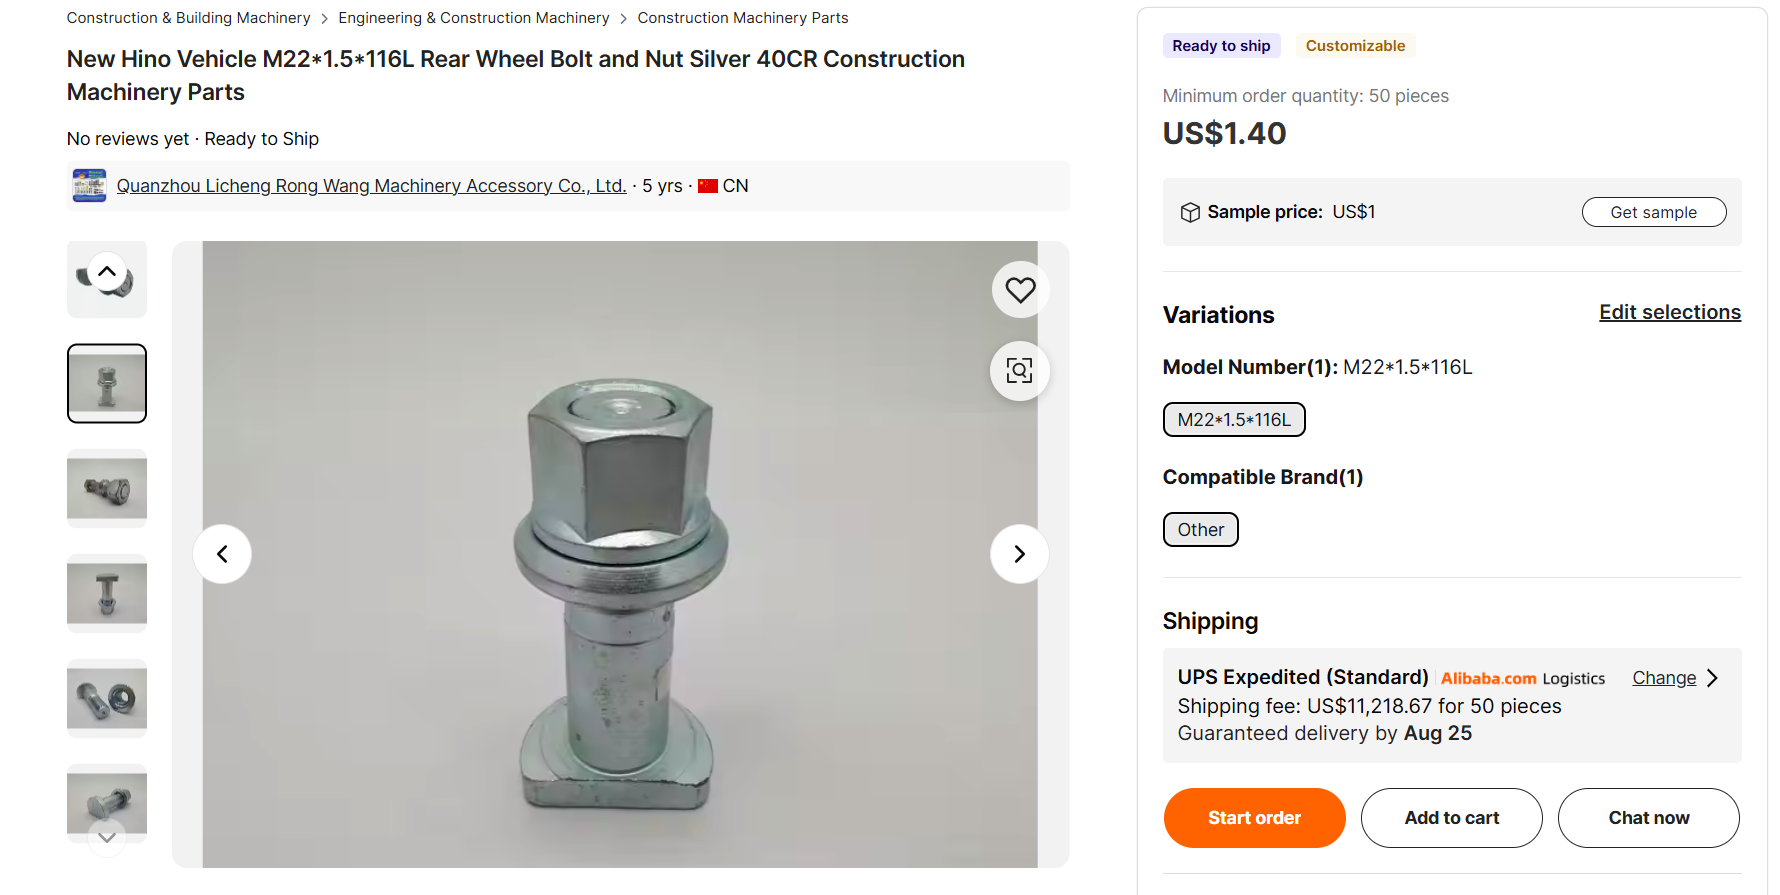 Construction & Building Machinery > Engineering & Construction Machinery > Construction Machinery Parts
New Hino Vehicle M22*1.5*116L Rear Wheel Bolt and Nut Silver 40CR Construction
Machinery Parts
No reviews yet · Ready to Ship
Quanzhou Licheng Rong Wang Machinery Accessory Co., Ltd. · 5 yrs · CN
Ready to ship
Customizable
Minimum order quantity: 50 pieces
US$1.40
Sample price: US$1
Get sample
Variations
Edit selections
Model Number(1): M22*1.5*116L
M22*1.5*116L
Compatible Brand(1)
Other
Shipping
UPS Expedited (Standard) Alibaba.com Logistics
Change
Shipping fee: US$11,218.67 for 50 pieces
Guaranteed delivery by Aug 25
Start order
Add to cart
Chat now